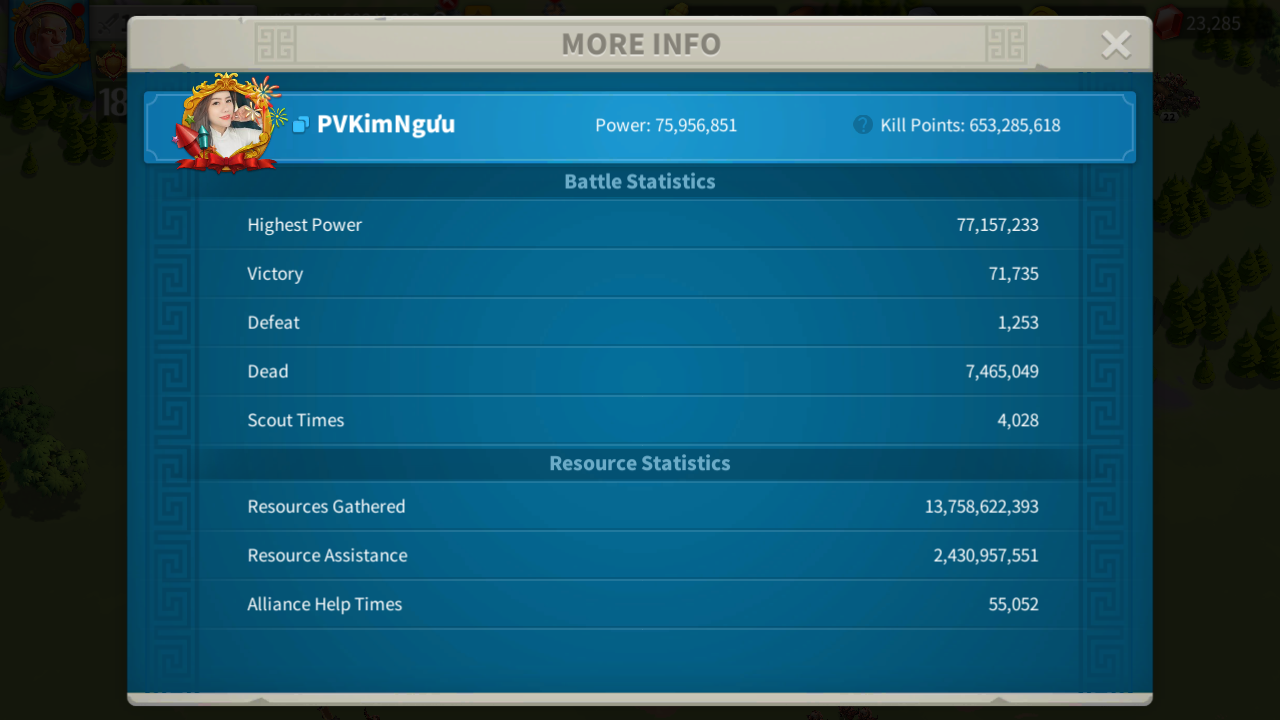 MORE INFO
23,285
18
PVKimNgưu
Power: 75,956,851
? Kill Points: 653,285,618
Battle Statistics
Highest Power 77,157,233
Victory 71,735
Defeat 1,253
Dead 7,465,049
Scout Times 4,028
Resource Statistics
Resources Gathered 13,758,622,393
Resource Assistance 2,430,957,551
Alliance Help Times 55,052
22